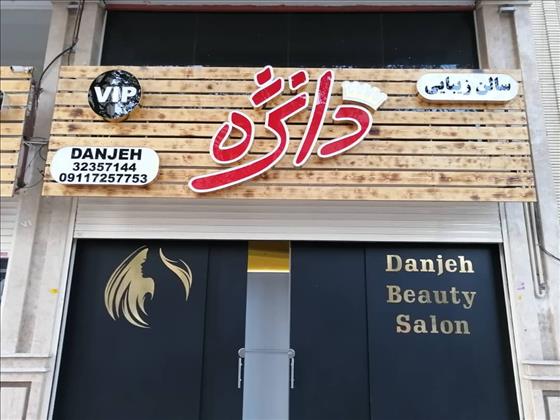 VIP
دانژه
سالن زیبایی
DANJEH
32357144
09117257753
Danjeh
Beauty
Salon